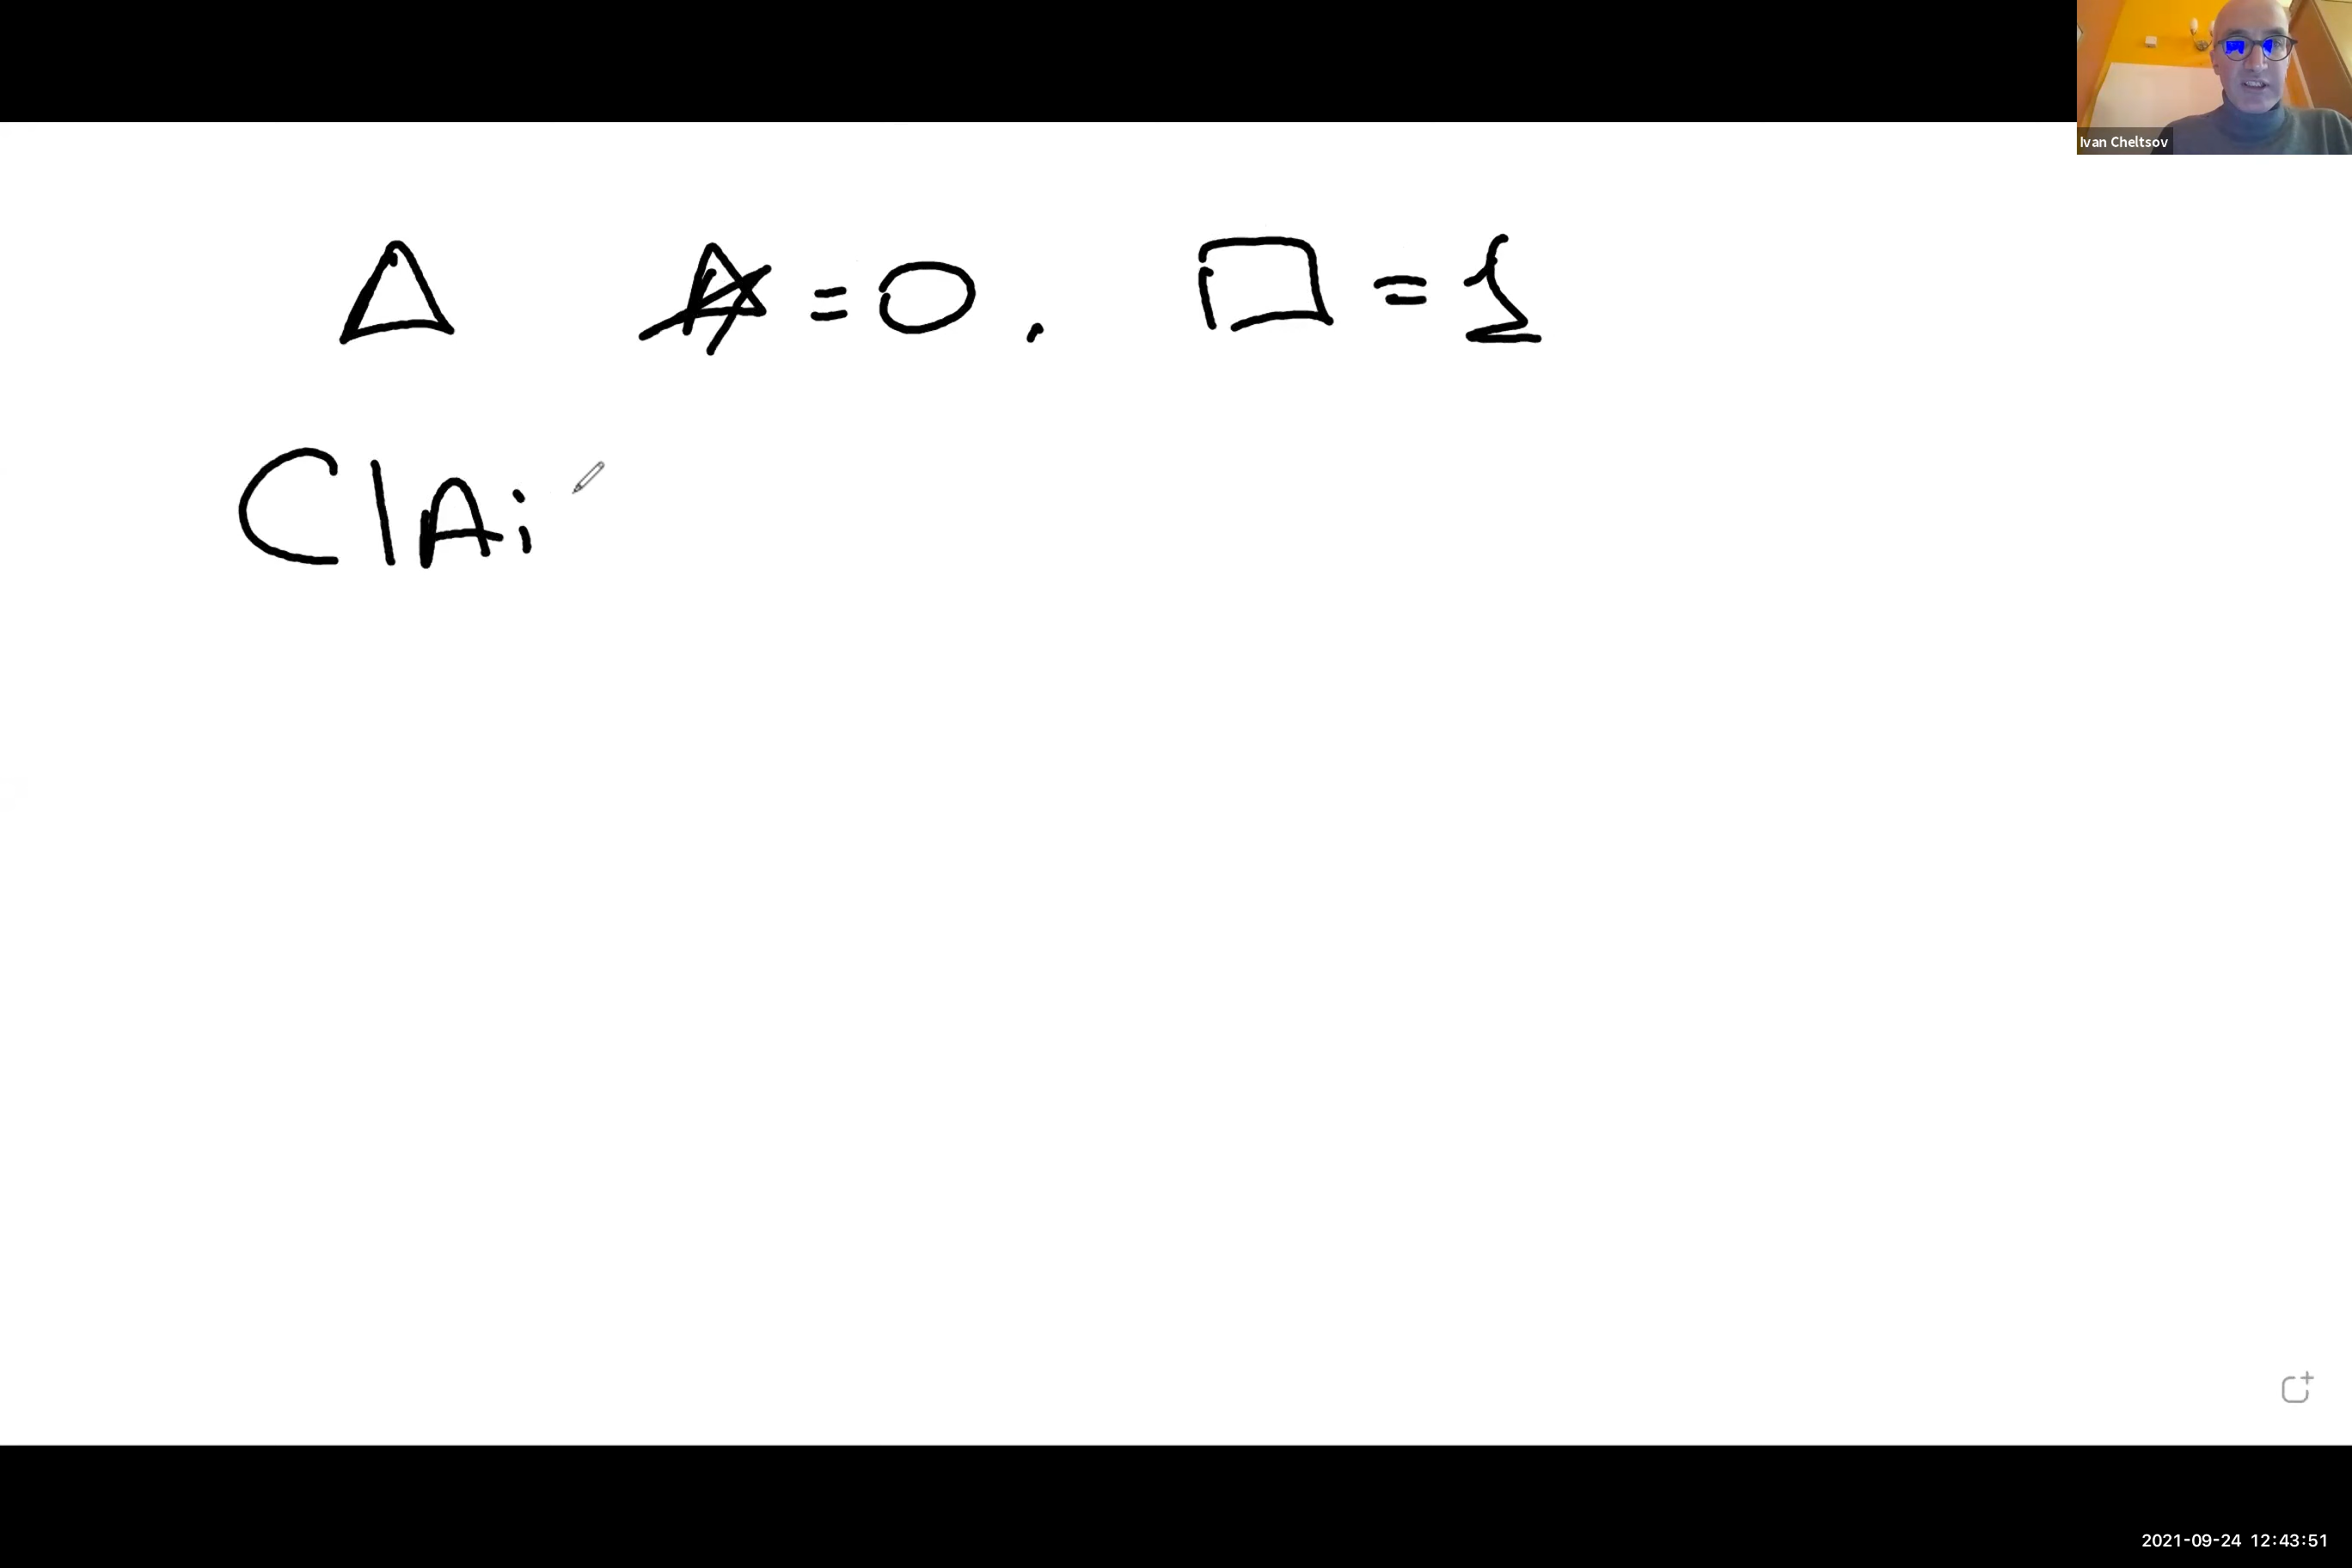 Ivan Cheltsov
Δ Δ = 0. □ = 1
ClAi
2021-09-24 12:43:51